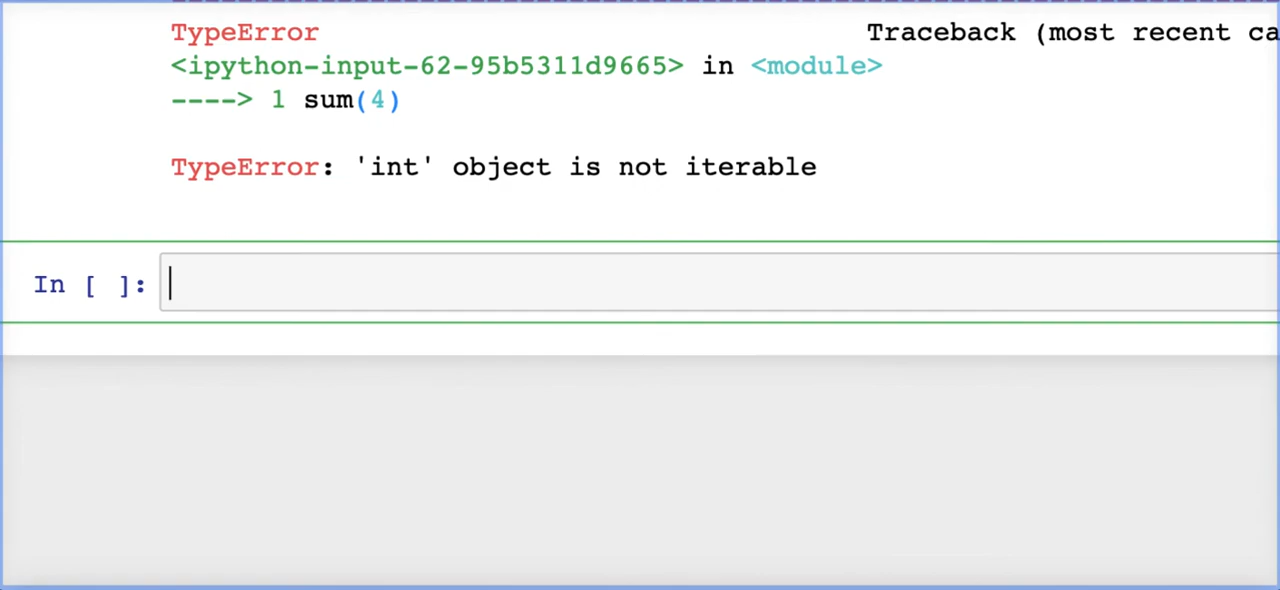 TypeError Traceback (most recent ca
<ipython-input-62-95b5311d9665> in <module>
----> 1 sum(4)
TypeError: 'int' object is not iterable
In [ ]: